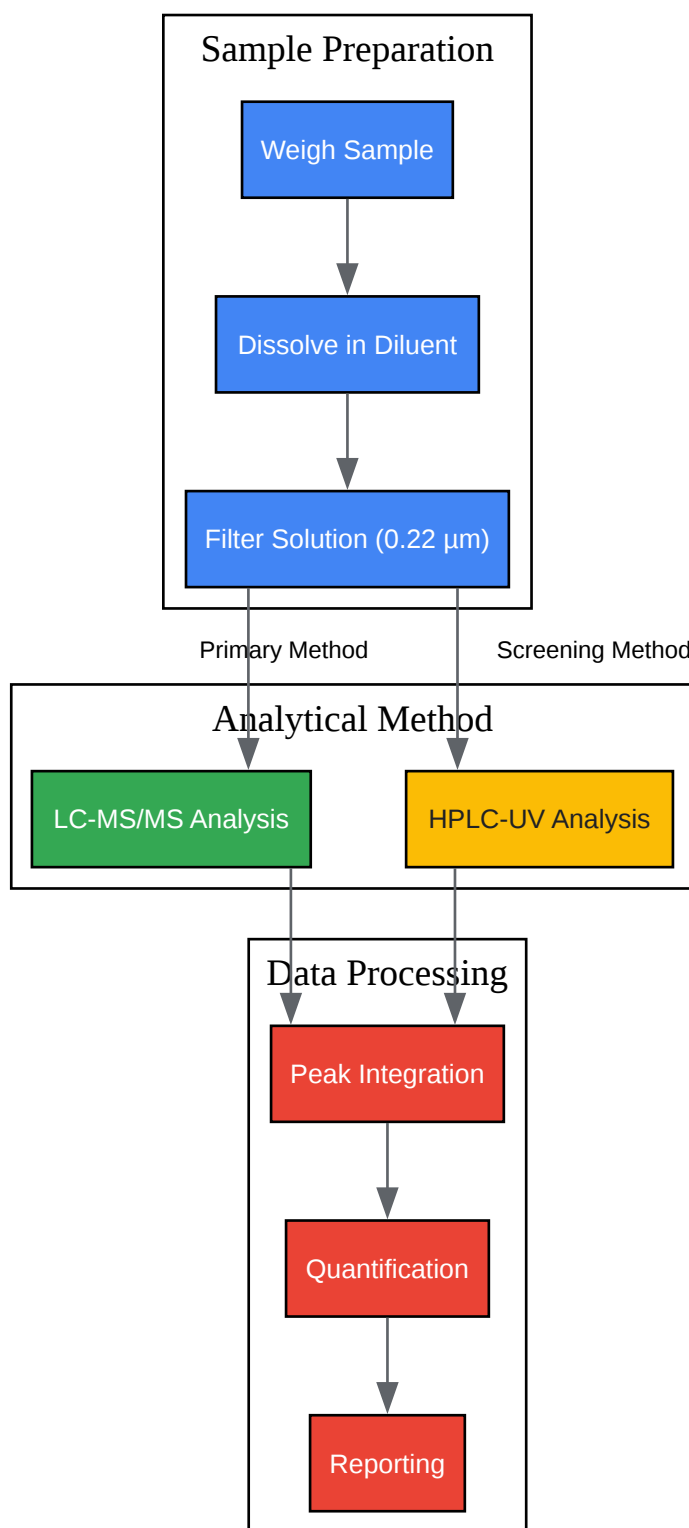 Sample Preparation
Weigh Sample
Dissolve in Diluent
Filter Solution (0.22 µm)
Primary Method
Screening Method
Analytical Method
LC-MS/MS Analysis
HPLC-UV Analysis
Data Processing
Peak Integration
Quantification
Reporting